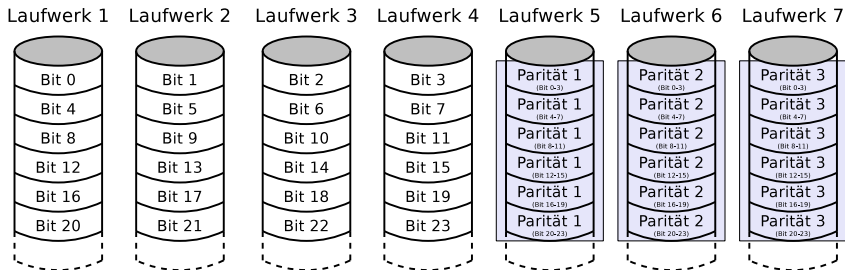 Laufwerk 1 Laufwerk 2 Laufwerk 3 Laufwerk 4 Laufwerk 5 Laufwerk 6 Laufwerk 7
Bit 0 Bit 1 Bit 2 Bit 3 Parität 1 Parität 2 Parität 3
(Bit 0-3) (Bit 0-3) (Bit 0-3)
Bit 4 Bit 5 Bit 6 Bit 7 Parität 1 Parität 2 Parität 3
(Bit 4-7) (Bit 4-7) (Bit 4-7)
Bit 8 Bit 9 Bit 10 Bit 11 Parität 1 Parität 2 Parität 3
(Bit 8-11) (Bit 8-11) (Bit 8-11)
Bit 12 Bit 13 Bit 14 Bit 15 Parität 1 Parität 2 Parität 3
(Bit 12-15) (Bit 12-15) (Bit 12-15)
Bit 16 Bit 17 Bit 18 Bit 19 Parität 1 Parität 2 Parität 3
(Bit 16-19) (Bit 16-19) (Bit 16-19)
Bit 20 Bit 21 Bit 22 Bit 23 Parität 1 Parität 2 Parität 3
(Bit 20-23) (Bit 20-23) (Bit 20-23)